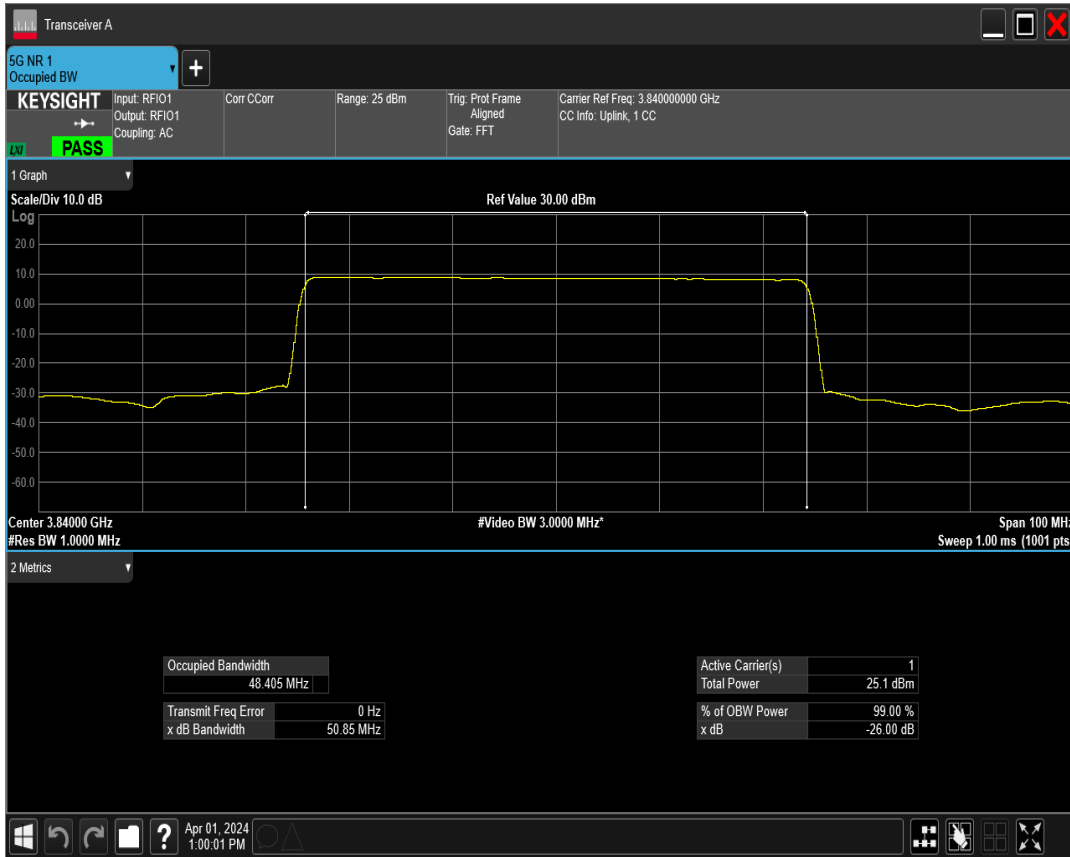 Transceiver A
5G NR 1
Occupied BW
KEYSIGHT
LXI
PASS
Input: RFIO1
Output: RFIO1
Coupling: AC
Corr CCorr
Range: 25 dBm
Trig: Prot Frame
Aligned
Gate: FFT
Carrier Ref Freq: 3.840000000 GHz
CC Info: Uplink, 1 CC
1 Graph
Scale/Div 10.0 dB
Ref Value 30.00 dBm
Log
20.0
10.0
0.00
-10.0
-20.0
-30.0
-40.0
-50.0
-60.0
Center 3.84000 GHz
#Video BW 3.0000 MHz*
Span 100 MHz
#Res BW 1.0000 MHz
Sweep 1.00 ms (1001 pts
2 Metrics
Occupied Bandwidth
48.405 MHz
Transmit Freq Error 0 Hz
x dB Bandwidth 50.85 MHz
Active Carrier(s) 1
Total Power 25.1 dBm
% of OBW Power 99.00 %
x dB -26.00 dB
?
Apr 01, 2024
1:00:01 PM